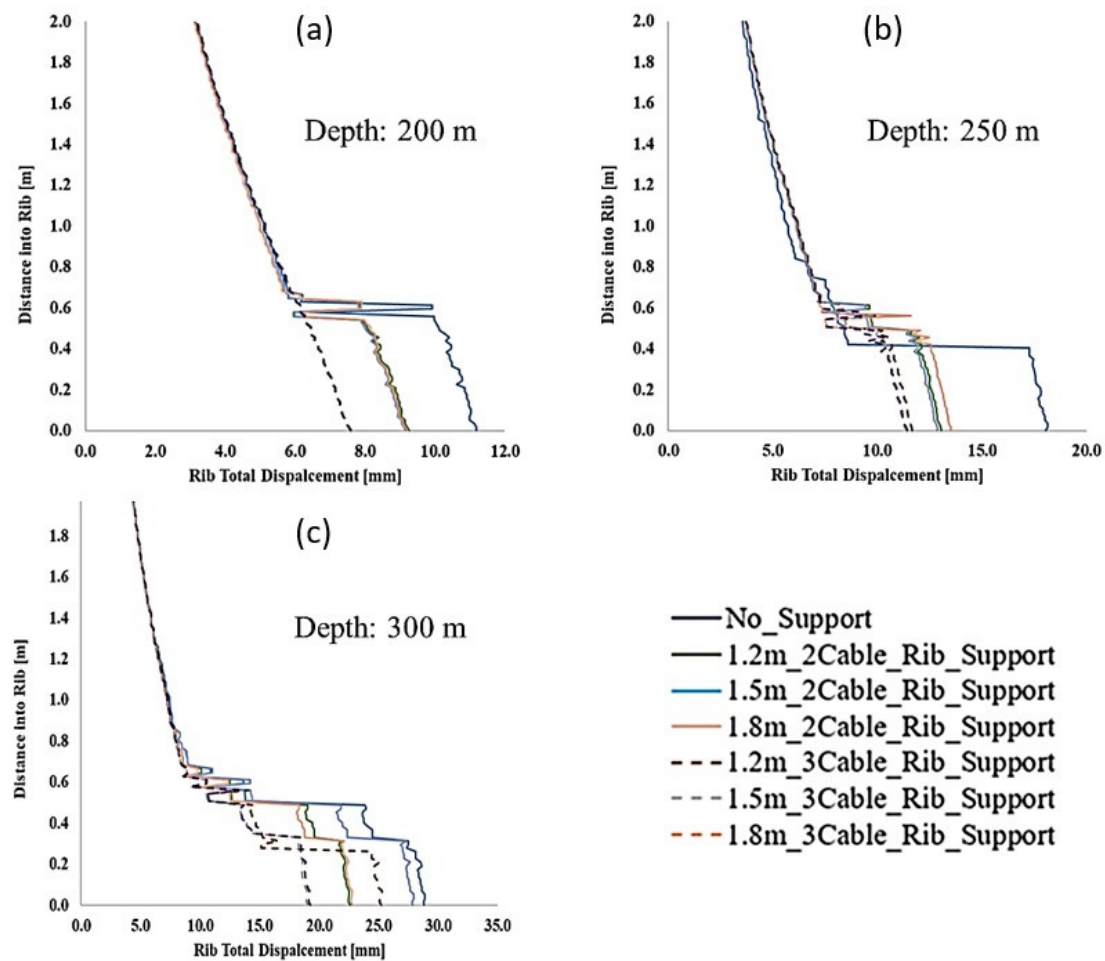 (a)
Depth: 200 m
2.0
1.8
1.6
1.4
1.2
1.0
0.8
0.6
0.4
0.2
0.0
Distance into Rib [m]
0.0 2.0 4.0 6.0 8.0 10.0 12.0
Rib Total Dispalcement [mm]
(b)
Depth: 250 m
2.0
1.8
1.6
1.4
1.2
1.0
0.8
0.6
0.4
0.2
0.0
Distance into Rib [m]
0.0 5.0 10.0 15.0 20.0
Rib Total Dispalcement [mm]
(c)
Depth: 300 m
1.8
1.6
1.4
1.2
1.0
0.8
0.6
0.4
0.2
0.0
Distance into Rib [m]
0.0 5.0 10.0 15.0 20.0 25.0 30.0 35.0
Rib Total Dispalcement [mm]
No_Support
1.2m_2Cable_Rib_Support
1.5m_2Cable_Rib_Support
1.8m_2Cable_Rib_Support
1.2m_3Cable_Rib_Support
1.5m_3Cable_Rib_Support
1.8m_3Cable_Rib_Support